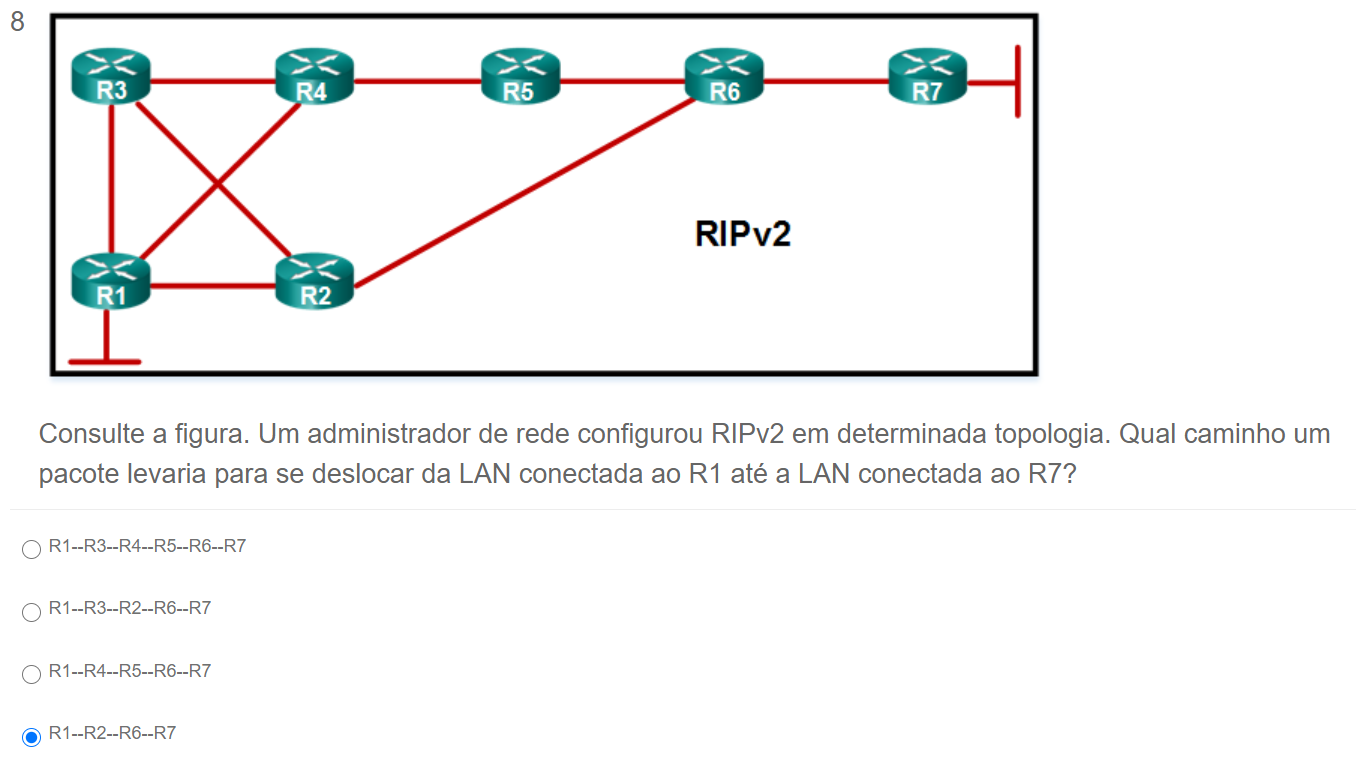 8
R3
R4
R5
R6
R7
RIPv2
R1
R2
Consulte a figura. Um administrador de rede configurou RIPv2 em determinada topologia. Qual caminho um
pacote levaria para se deslocar da LAN conectada ao R1 até a LAN conectada ao R7?
R1--R3--R4--R5--R6--R7
R1--R3--R2--R6--R7
R1--R4--R5--R6--R7
R1--R2--R6--R7